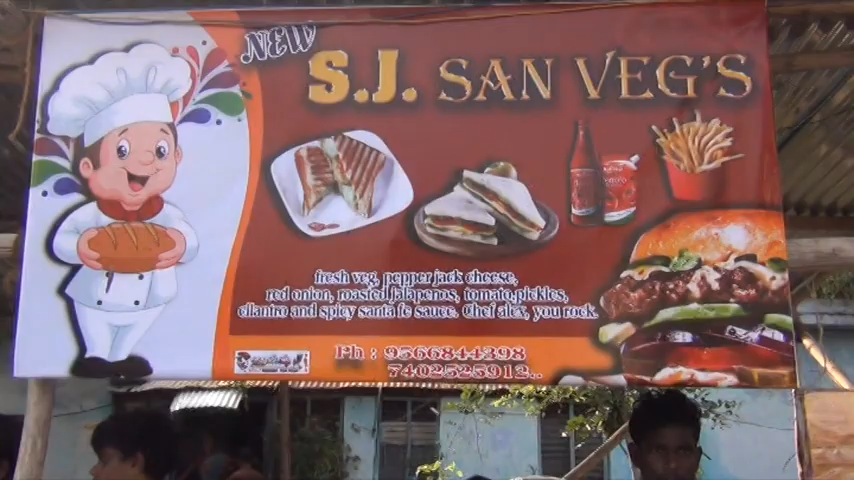 NEW
S.J. SAN VEG'S
fresh veg, pepper jack cheese,
red onion, roasted jalapenos, tomato,pickles,
cilantro and spicy santa fe sauce. Chef alex, you rock.
Ph : 9566844398
7402525912...